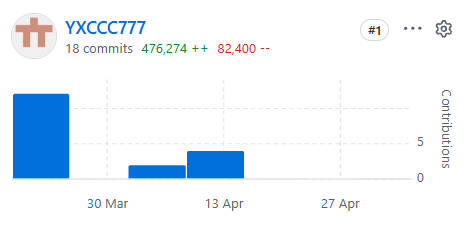 YXCCC777
#1
18 commits 476,274 ++ 82,400 --
Contributions
5
0
30 Mar 13 Apr 27 Apr